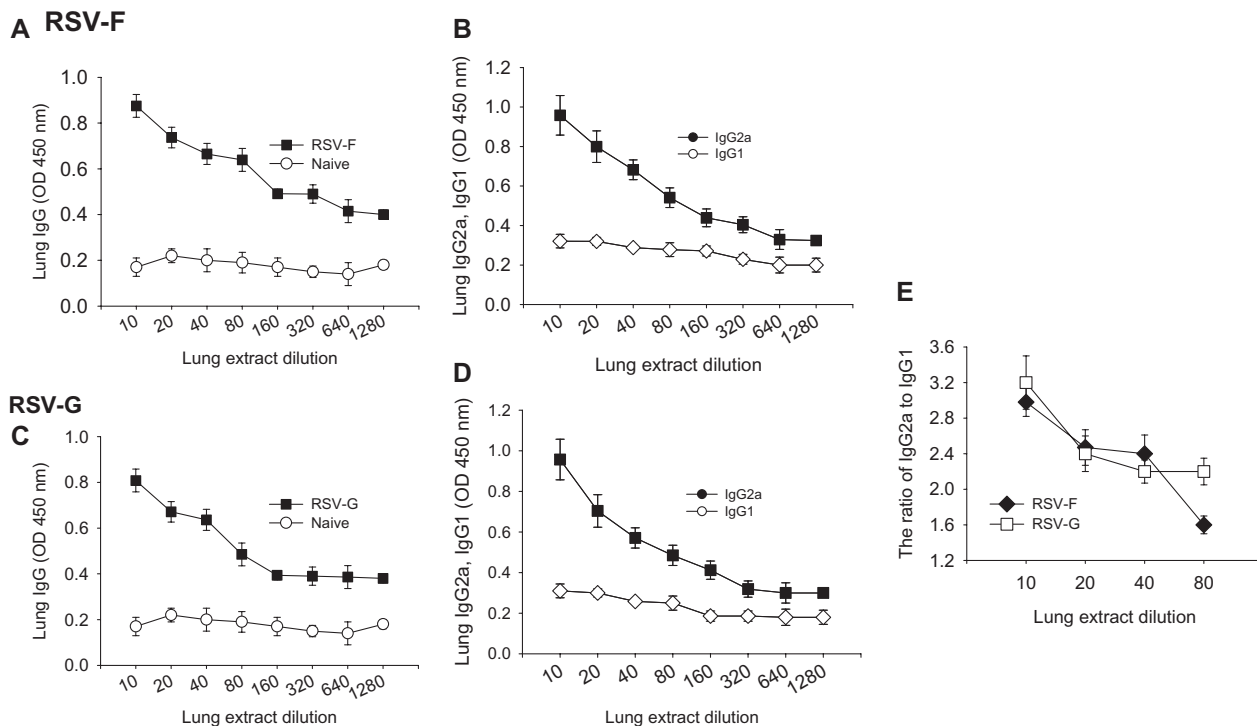 A RSV-F
Lung IgG (OD 450 nm)
1.0
0.8
0.6
0.4
0.2
0.0
RSV-F
Naive
10 20 40 80 160 320 640 1280
Lung extract dilution
B
Lung IgG2a, IgG1 (OD 450 nm)
1.2
1.0
0.8
0.6
0.4
0.2
0.0
IgG2a
IgG1
10 20 40 80 160 320 640 1280
Lung extract dilution
RSV-G
C
Lung IgG (OD 450 nm)
1.0
0.8
0.6
0.4
0.2
0.0
RSV-G
Naive
10 20 40 80 160 320 640 1280
Lung extract dilution
D
Lung IgG2a, IgG1 (OD 450 nm)
1.2
1.0
0.8
0.6
0.4
0.2
0.0
IgG2a
IgG1
10 20 40 80 160 320 640 1280
Lung extract dilution
E
The ratio of IgG2a to IgG1
3.6
3.2
2.8
2.4
2.0
1.6
1.2
RSV-F
RSV-G
10 20 40 80
Lung extract dilution